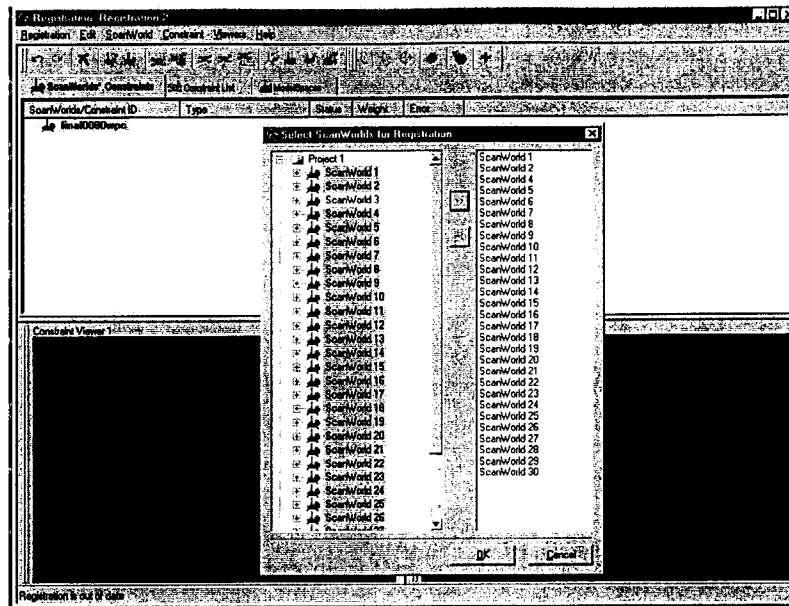 Registration: Registration 2
Registration Edit ScanWorld Constraint Viewers Help
ScanWorlds' Constraints Constraint List ModelSpaces
ScanWorlds/Constraint ID Type Status Weight Error
final0080wpci
Select ScanWorlds for Registration
Project 1
ScanWorld 1
ScanWorld 2
ScanWorld 3
ScanWorld 4
ScanWorld 5
ScanWorld 6
ScanWorld 7
ScanWorld 8
ScanWorld 9
ScanWorld 10
ScanWorld 11
ScanWorld 12
ScanWorld 13
ScanWorld 14
ScanWorld 15
ScanWorld 16
ScanWorld 17
ScanWorld 18
ScanWorld 19
ScanWorld 20
ScanWorld 21
ScanWorld 22
ScanWorld 23
ScanWorld 24
ScanWorld 25
ScanWorld 26
ScanWorld 1
ScanWorld 2
ScanWorld 4
ScanWorld 5
ScanWorld 6
ScanWorld 7
ScanWorld 8
ScanWorld 9
ScanWorld 10
ScanWorld 11
ScanWorld 12
ScanWorld 13
ScanWorld 14
ScanWorld 15
ScanWorld 16
ScanWorld 17
ScanWorld 18
ScanWorld 19
ScanWorld 20
ScanWorld 21
ScanWorld 22
ScanWorld 23
ScanWorld 24
ScanWorld 25
ScanWorld 26
ScanWorld 27
ScanWorld 28
ScanWorld 29
ScanWorld 30
OK Cancel
Constraint Viewer 1
Registration is out of date